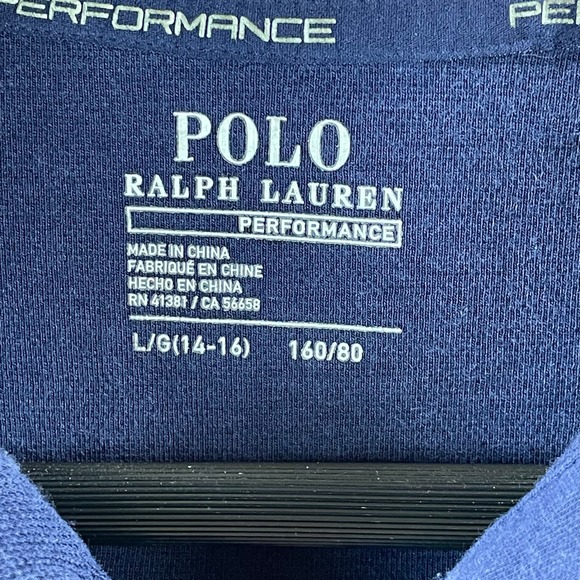 PERFORMANCE
POLO
RALPH LAUREN
PERFORMANCE
MADE IN CHINA
FABRIQUÉ EN CHINE
HECHO EN CHINA
RN 41381 / CA 56658
L/G(14-16) 160/80